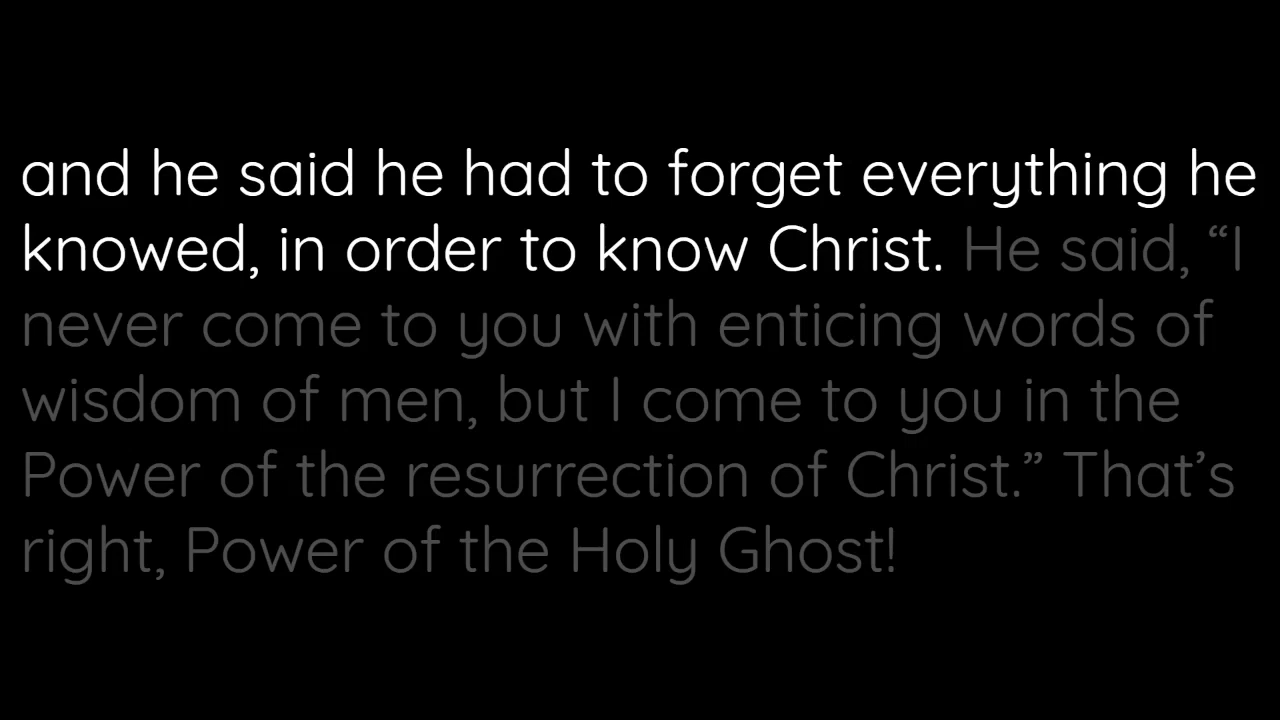 and he said he had to forget everything he
knowed, in order to know Christ. He said, “I
never come to you with enticing words of
wisdom of men, but I come to you in the
Power of the resurrection of Christ.” That’s
right, Power of the Holy Ghost!